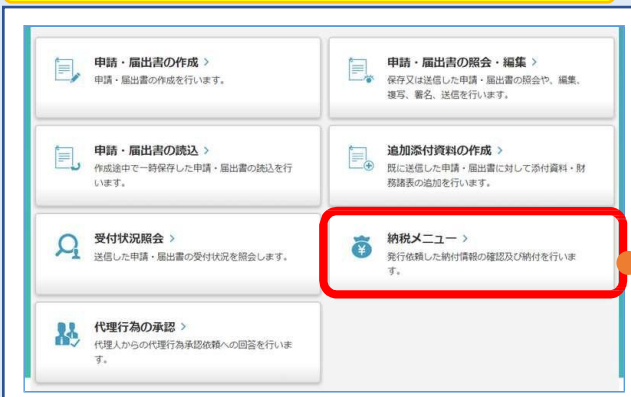 申請・届出書の作成 >
申請・届出書の作成を行います。
申請・届出書の照会・編集 >
保存又は送信した申請・届出書の照会や、編集、
複写、署名、送信を行います。
申請・届出書の読込 >
作成途中で一時保存した申請・届出書の読込を行
います。
追加添付資料の作成 >
既に送信した申請・届出書に対して添付資料・財
務諸表の追加を行います。
受付状況照会 >
送信した申請・届出書の受付状況を照会します。
納税メニュー >
発行依頼した納付情報の確認及び納付を行いま
す。
代理行為の承認 >
代理人からの代理行為承認依頼への回答を行いま
す。